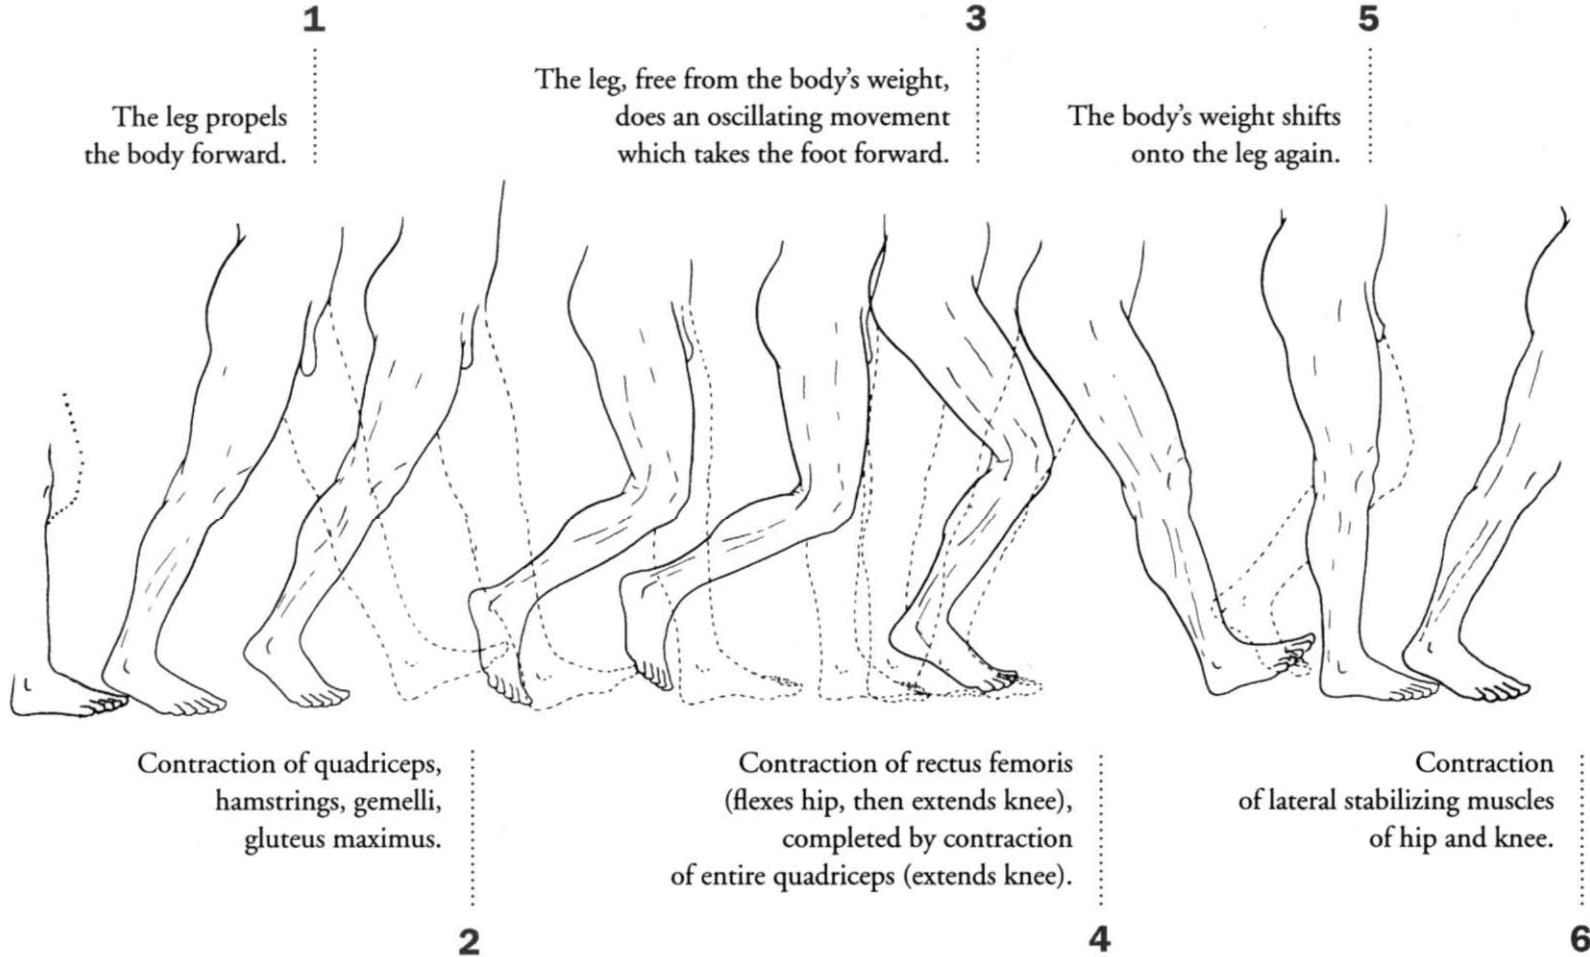 1
The leg propels
the body forward.
3
The leg, free from the body's weight,
does an oscillating movement
which takes the foot forward.
5
The body's weight shifts
onto the leg again.
Contraction of quadriceps,
hamstrings, gemelli,
gluteus maximus.
2
Contraction of rectus femoris
(flexes hip, then extends knee),
completed by contraction
of entire quadriceps (extends knee).
4
Contraction
of lateral stabilizing muscles
of hip and knee.
6